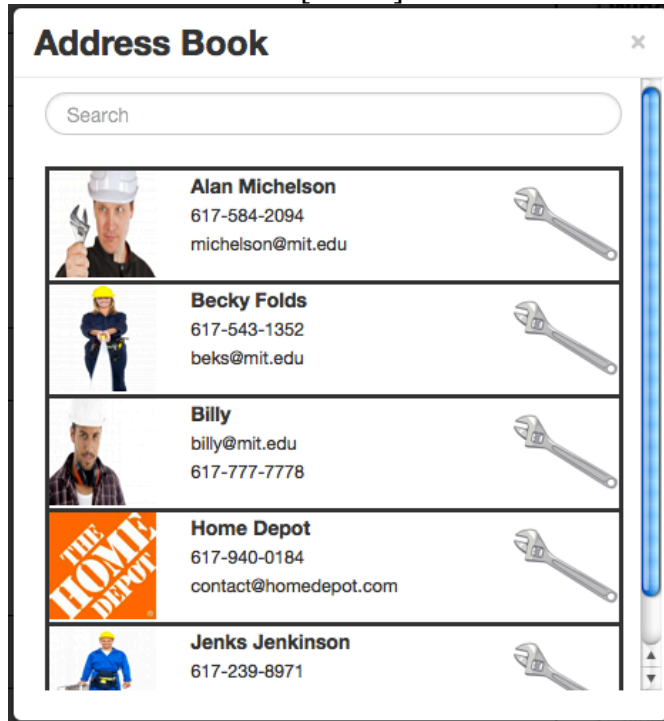 Address Book
×
Search
Alan Michelson
617-584-2094
michelson@mit.edu
Becky Folds
617-543-1352
beks@mit.edu
Billy
billy@mit.edu
617-777-7778
THE
HOME
DEPOT
Home Depot
617-940-0184
contact@homedepot.com
Jenks Jenkinson
617-239-8971